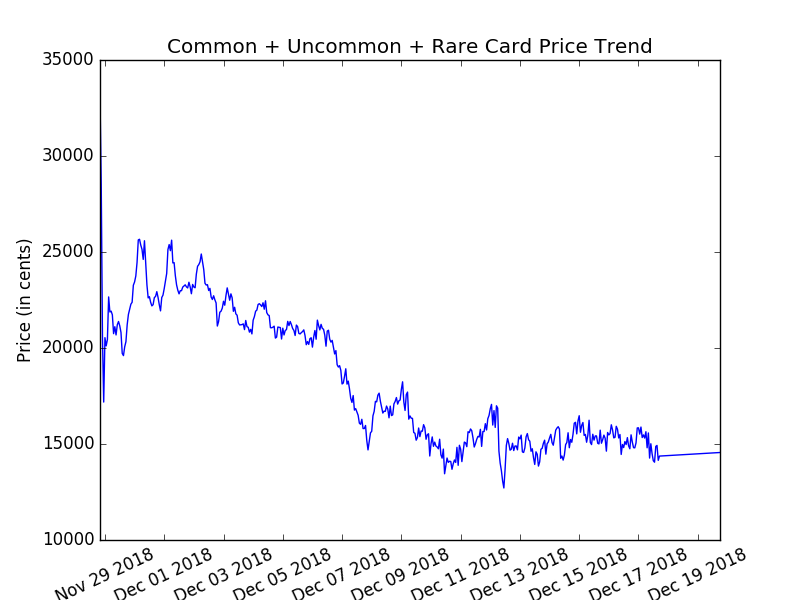 Common + Uncommon + Rare Card Price Trend
35000
30000
25000
20000
15000
10000
Price (in cents)
Nov 29 2018
Dec 01 2018
Dec 03 2018
Dec 05 2018
Dec 07 2018
Dec 09 2018
Dec 11 2018
Dec 13 2018
Dec 15 2018
Dec 17 2018
Dec 19 2018